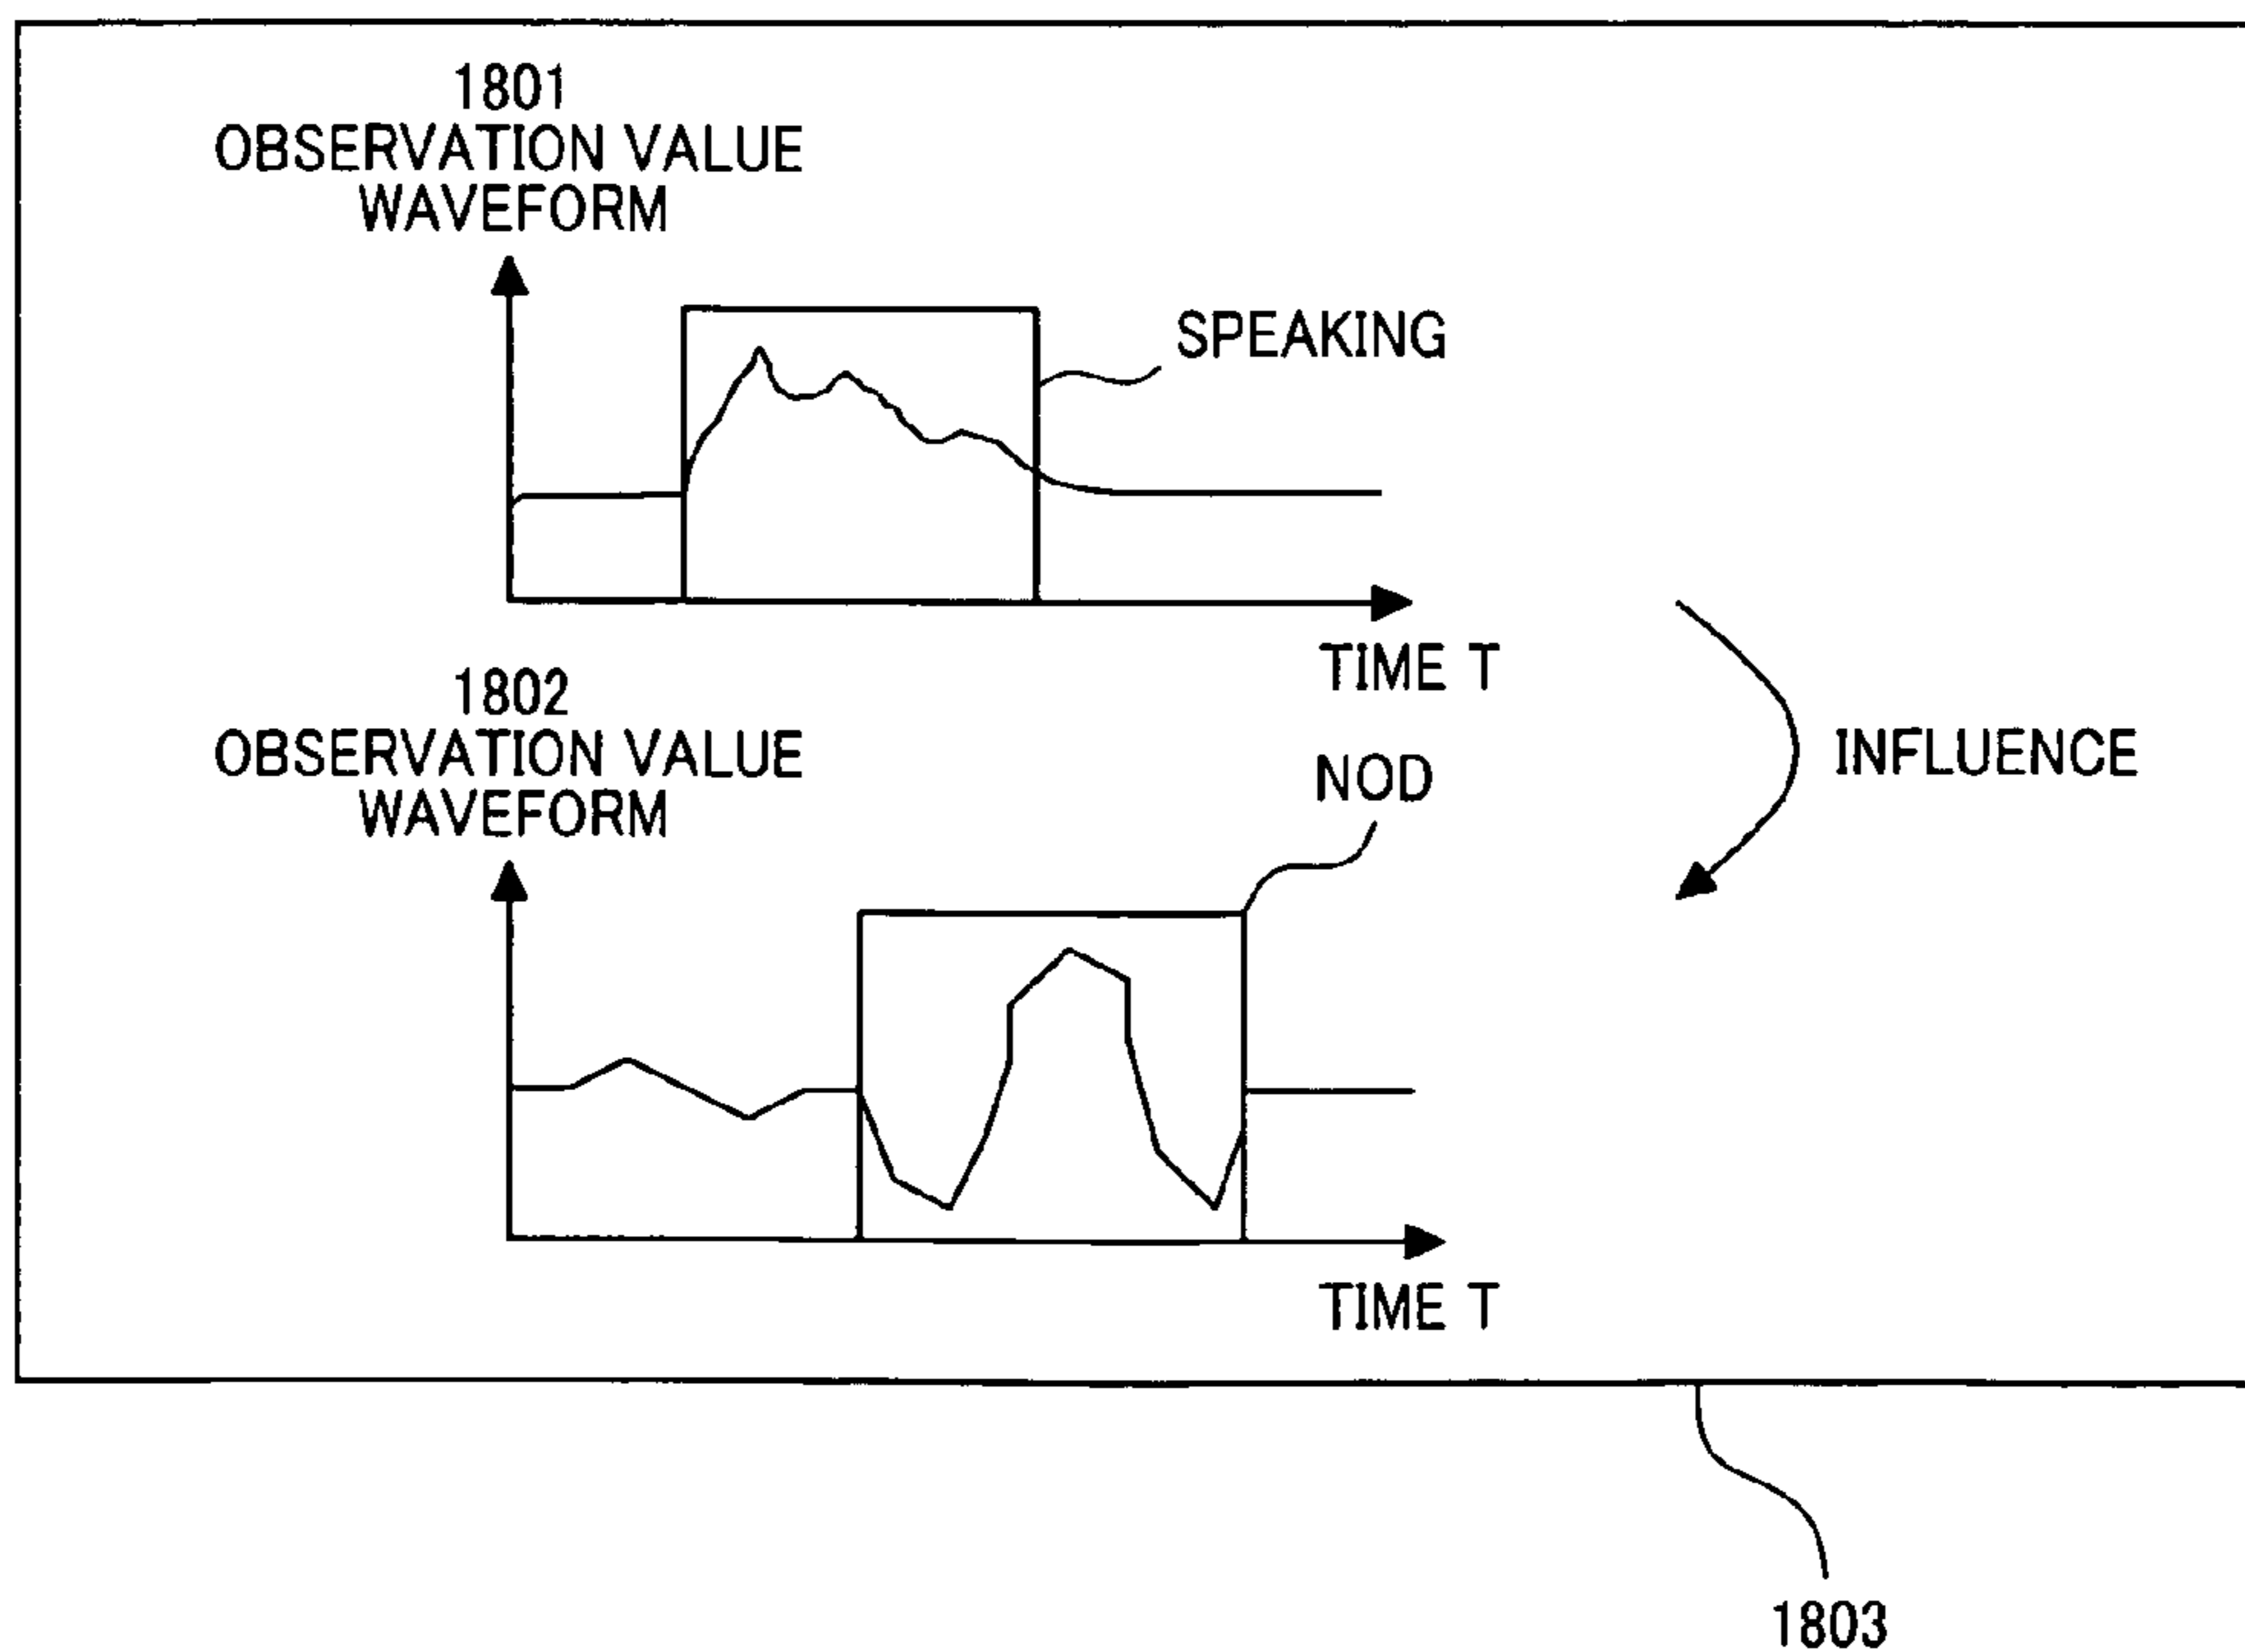 1801
OBSERVATION VALUE
WAVEFORM
SPEAKING
TIME T
1802
OBSERVATION VALUE
WAVEFORM
NOD
INFLUENCE
TIME T
1803